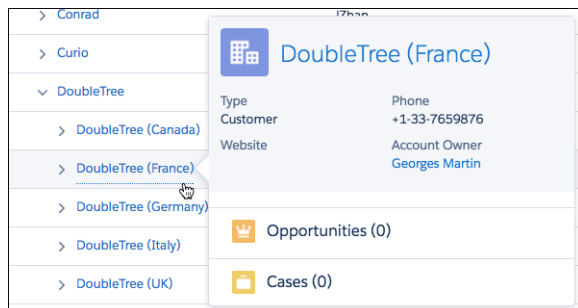 Conrad
JZhan
Curio
DoubleTree
DoubleTree (Canada)
DoubleTree (France)
DoubleTree (Germany)
DoubleTree (Italy)
DoubleTree (UK)
DoubleTree (France)
Type
Customer
Phone
+1-33-7659876
Website
Account Owner
Georges Martin
Opportunities (0)
Cases (0)